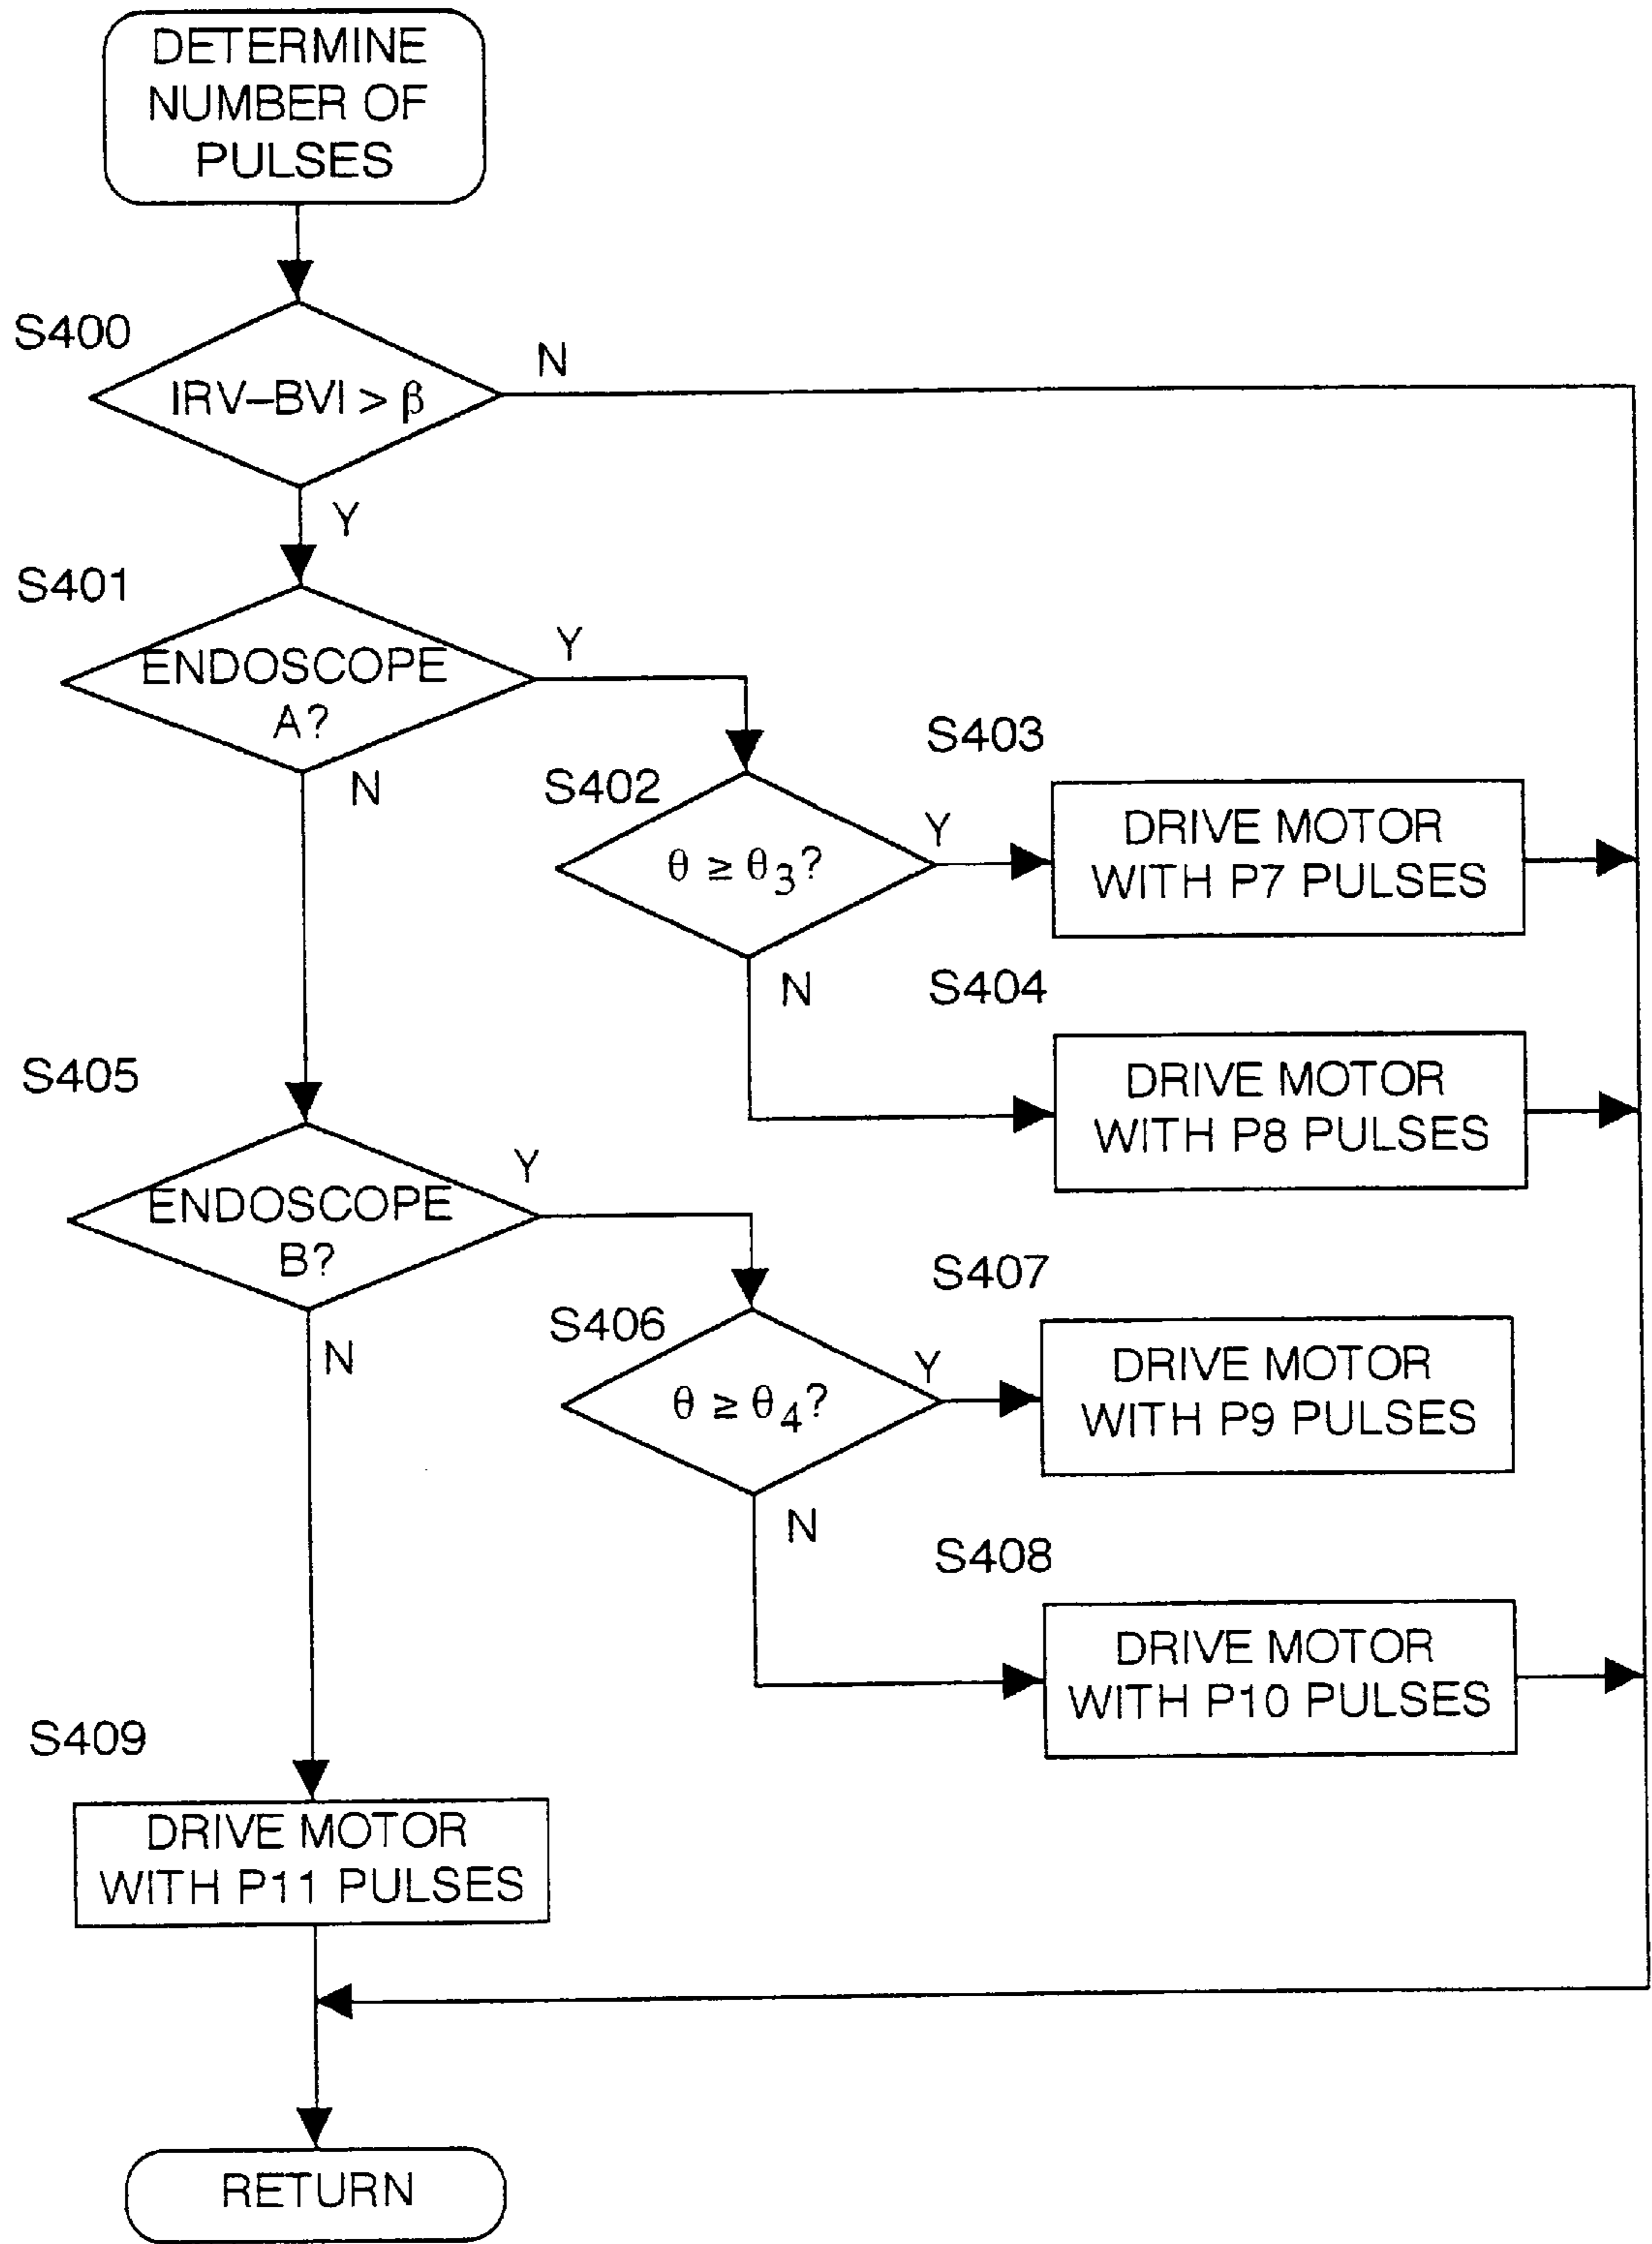 DETERMINE
NUMBER OF
PULSES
S400
IRV–BVI > β
N
Y
S401
ENDOSCOPE
A?
Y
N
S402
θ ≥ θ3?
Y
N
S403
DRIVE MOTOR
WITH P7 PULSES
S404
DRIVE MOTOR
WITH P8 PULSES
S405
ENDOSCOPE
B?
Y
N
S406
θ ≥ θ4?
Y
N
S407
DRIVE MOTOR
WITH P9 PULSES
S408
DRIVE MOTOR
WITH P10 PULSES
S409
DRIVE MOTOR
WITH P11 PULSES
RETURN